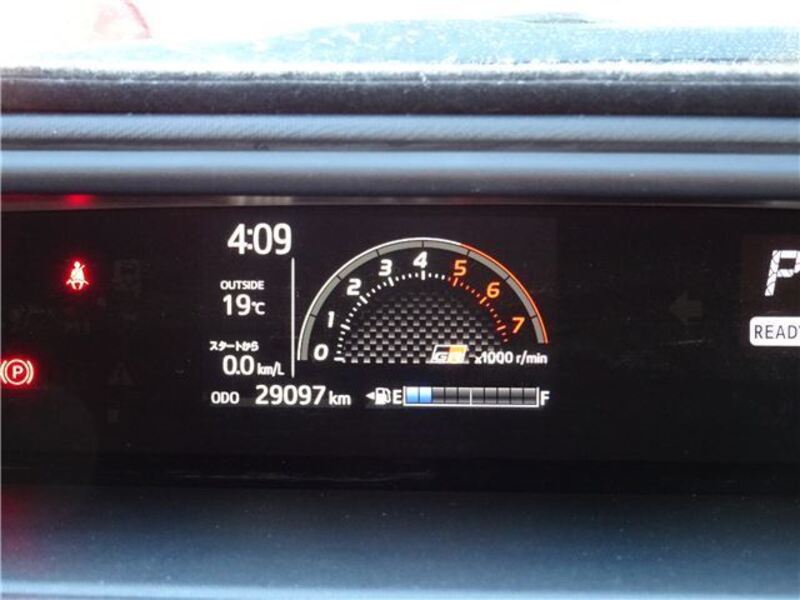 4:09
OUTSIDE
19℃
スタートから
0.0 km/L
ODO 29097 km
0 1 2 3 4 5 6 7
GR x1000 r/min
E F
P
P
READY